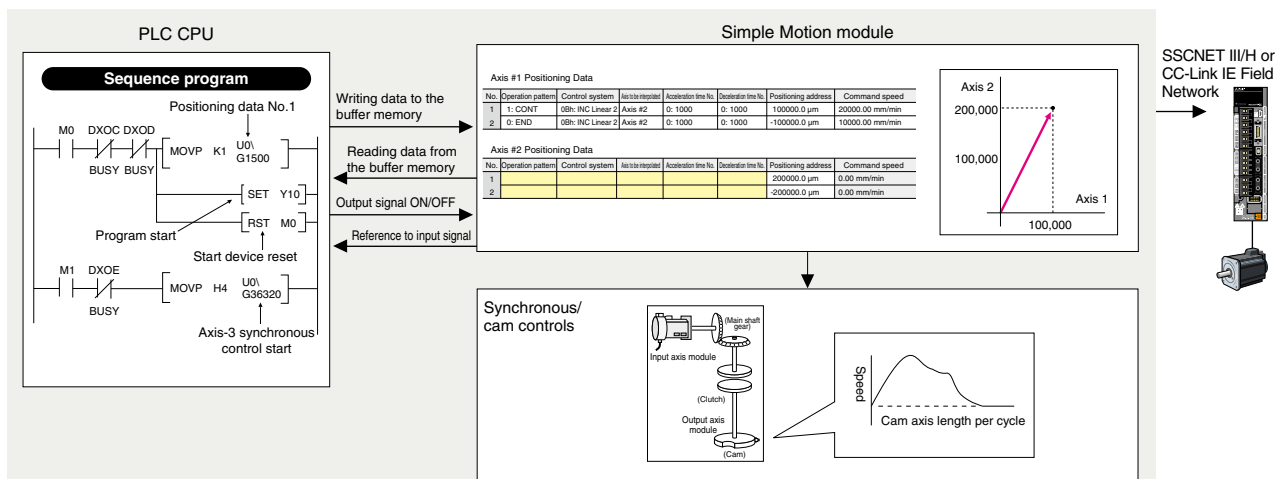 PLC CPU
Sequence program
Positioning data No.1
M0 DXOC DXOD
MOVP K1 U0\
G1500
BUSY BUSY
SET Y10
RST M0
Program start
Start device reset
M1 DXOE
MOVP H4 U0\
G36320
BUSY
Axis-3 synchronous
control start
Writing data to the
buffer memory
Reading data from
the buffer memory
Output signal ON/OFF
Reference to input signal
Simple Motion module
Axis #1 Positioning Data
No. Operation pattern Control system Axis to be interpolated Acceleration time No. Deceleration time No. Positioning address Command speed
1 1: CONT 0Bh: INC Linear 2 Axis #2 0: 1000 0: 1000 100000.0 µm 20000.00 mm/min
2 0: END 0Bh: INC Linear 2 Axis #2 0: 1000 0: 1000 -100000.0 µm 10000.00 mm/min
Axis #2 Positioning Data
No. Operation pattern Control system Axis to be interpolated Acceleration time No. Deceleration time No. Positioning address Command speed
1 200000.0 µm 0.00 mm/min
2 -200000.0 µm 0.00 mm/min
Axis 2
200,000
100,000
Axis 1
100,000
Synchronous/
cam controls
(Main shaft
gear)
Input axis module
(Clutch)
Output axis
module
(Cam)
Speed
Cam axis length per cycle
SSCNET III/H or
CC-Link IE Field
Network